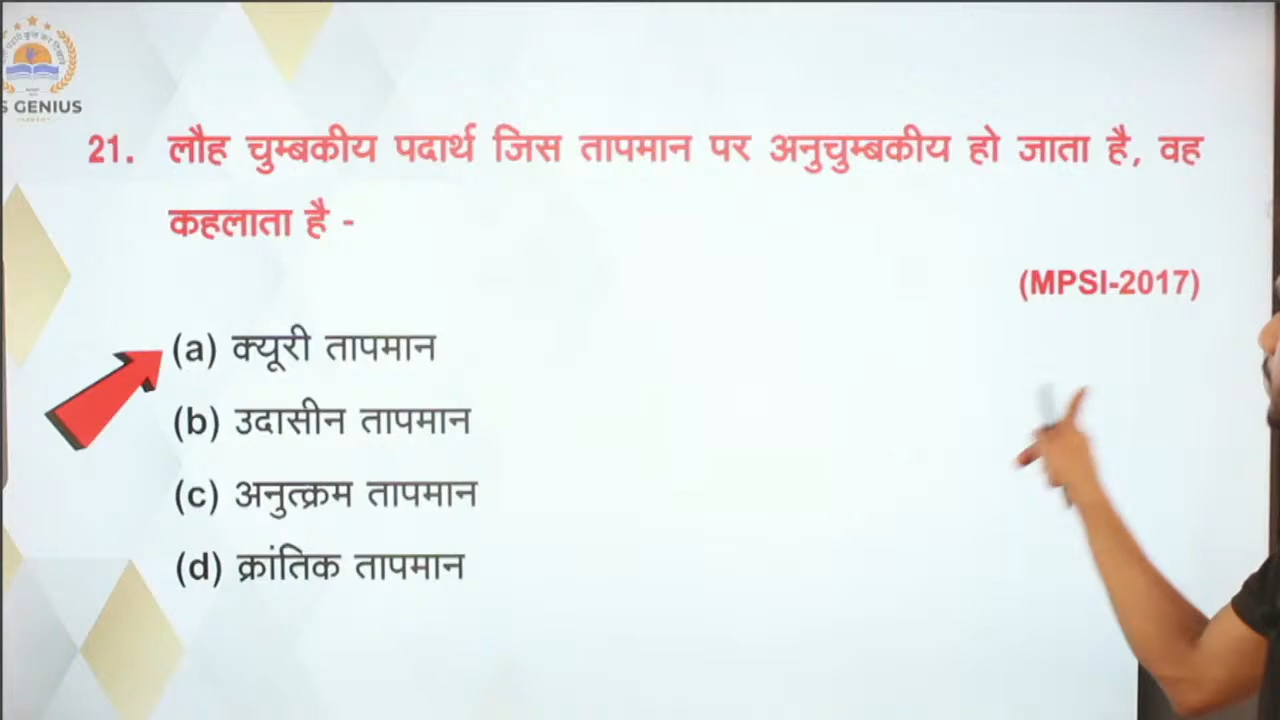 S GENIUS
21. लौह चुम्बकीय पदार्थ जिस तापमान पर अनुचुम्बकीय हो जाता है, वह
कहलाता है -
(MPSI-2017)
(a) क्यूरी तापमान
(b) उदासीन तापमान
(c) अनुत्क्रम तापमान
(d) क्रांतिक तापमान